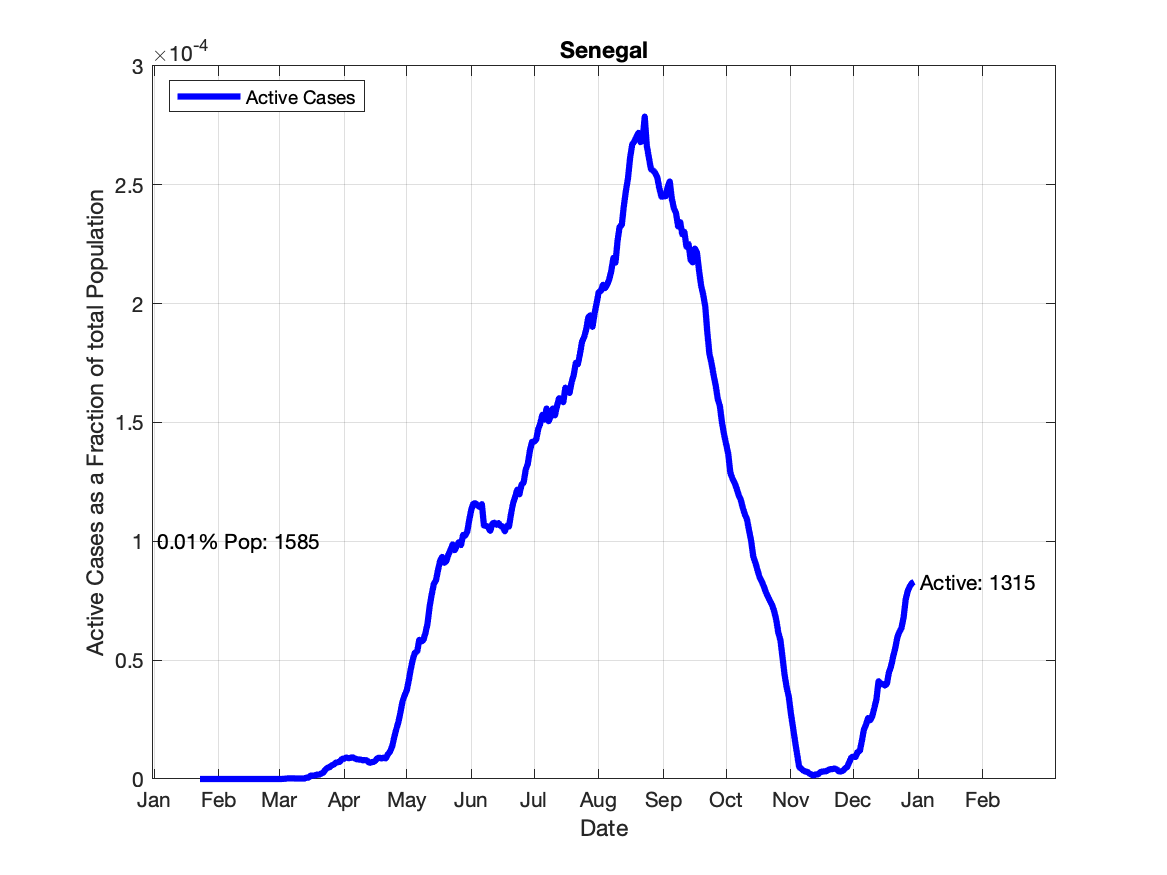 Senegal
×10-4
Active Cases
3
2.5
2
1.5
1
0.5
0
0.01% Pop: 1585
Active: 1315
Active Cases as a Fraction of total Population
Jan Feb Mar Apr May Jun Jul Aug Sep Oct Nov Dec Jan Feb
Date